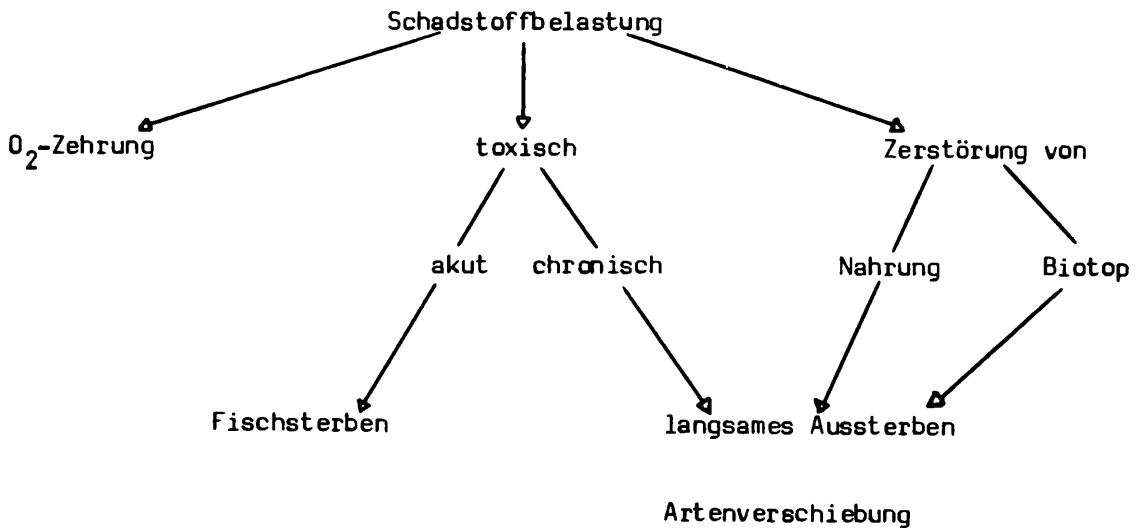 Schadstoffbelastung
O₂-Zehrung toxisch Zerstörung von
akut chronisch Nahrung Biotop
Fischsterben langsames Aussterben
Artenverschiebung